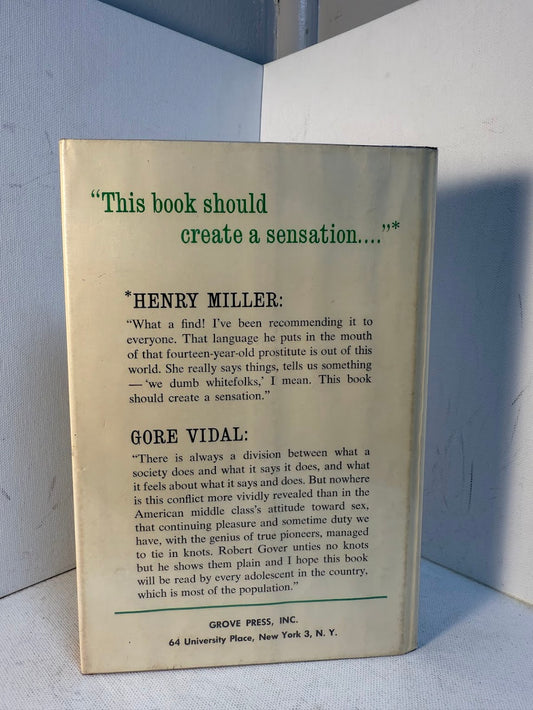 “This book should
create a sensation....”*
*HENRY MILLER:
“What a find! I've been recommending it to
everyone. That language he puts in the mouth
of that fourteen-year-old prostitute is out of this
world. She really says things, tells us something
— ‘we dumb whitefolks,’ I mean. This book
should create a sensation.”
GORE VIDAL:
“There is always a division between what a
society does and what it says it does, and what
it feels about what it says and does. But nowhere
is this conflict more vividly revealed than in the
American middle class's attitude toward sex,
that continuing pleasure and sometime duty we
have, with the genius of true pioneers, managed
to tie in knots. Robert Gover unties no knots
but he shows them plain and I hope this book
will be read by every adolescent in the country,
which is most of the population.”
GROVE PRESS, INC.
64 University Place, New York 3, N. Y.